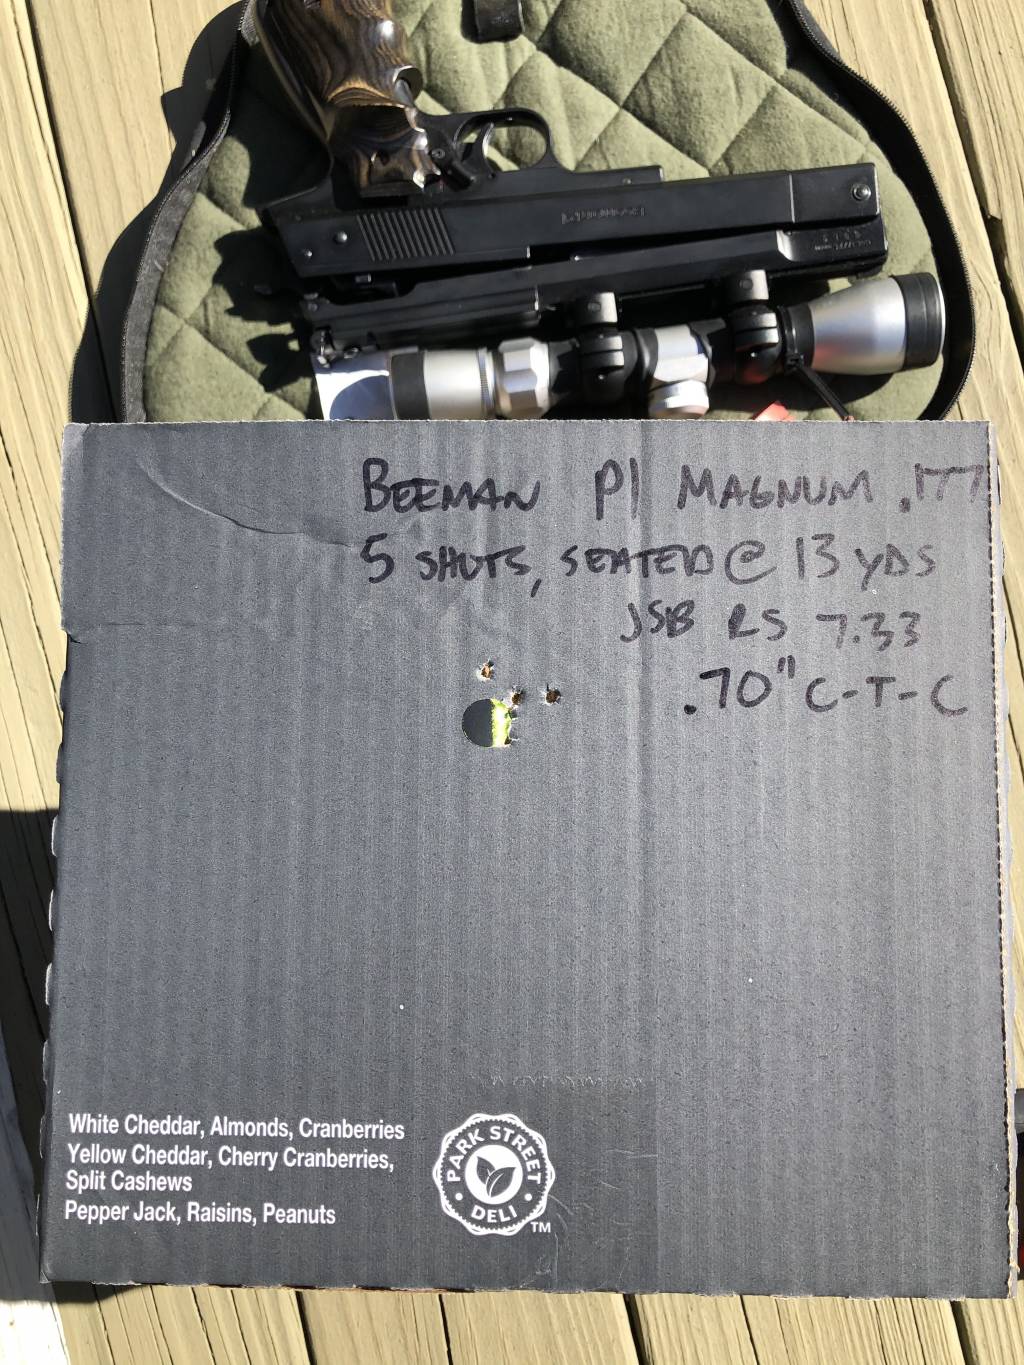 BEEMAN P1 MAGNUM .177
5 SHOTS, SEATED @ 13 YDS
JSB RS 7.33
.70" C-T-C
White Cheddar, Almonds, Cranberries
Yellow Cheddar, Cherry Cranberries,
Split Cashews
Pepper Jack, Raisins, Peanuts
PARK STREET
DELI
TM